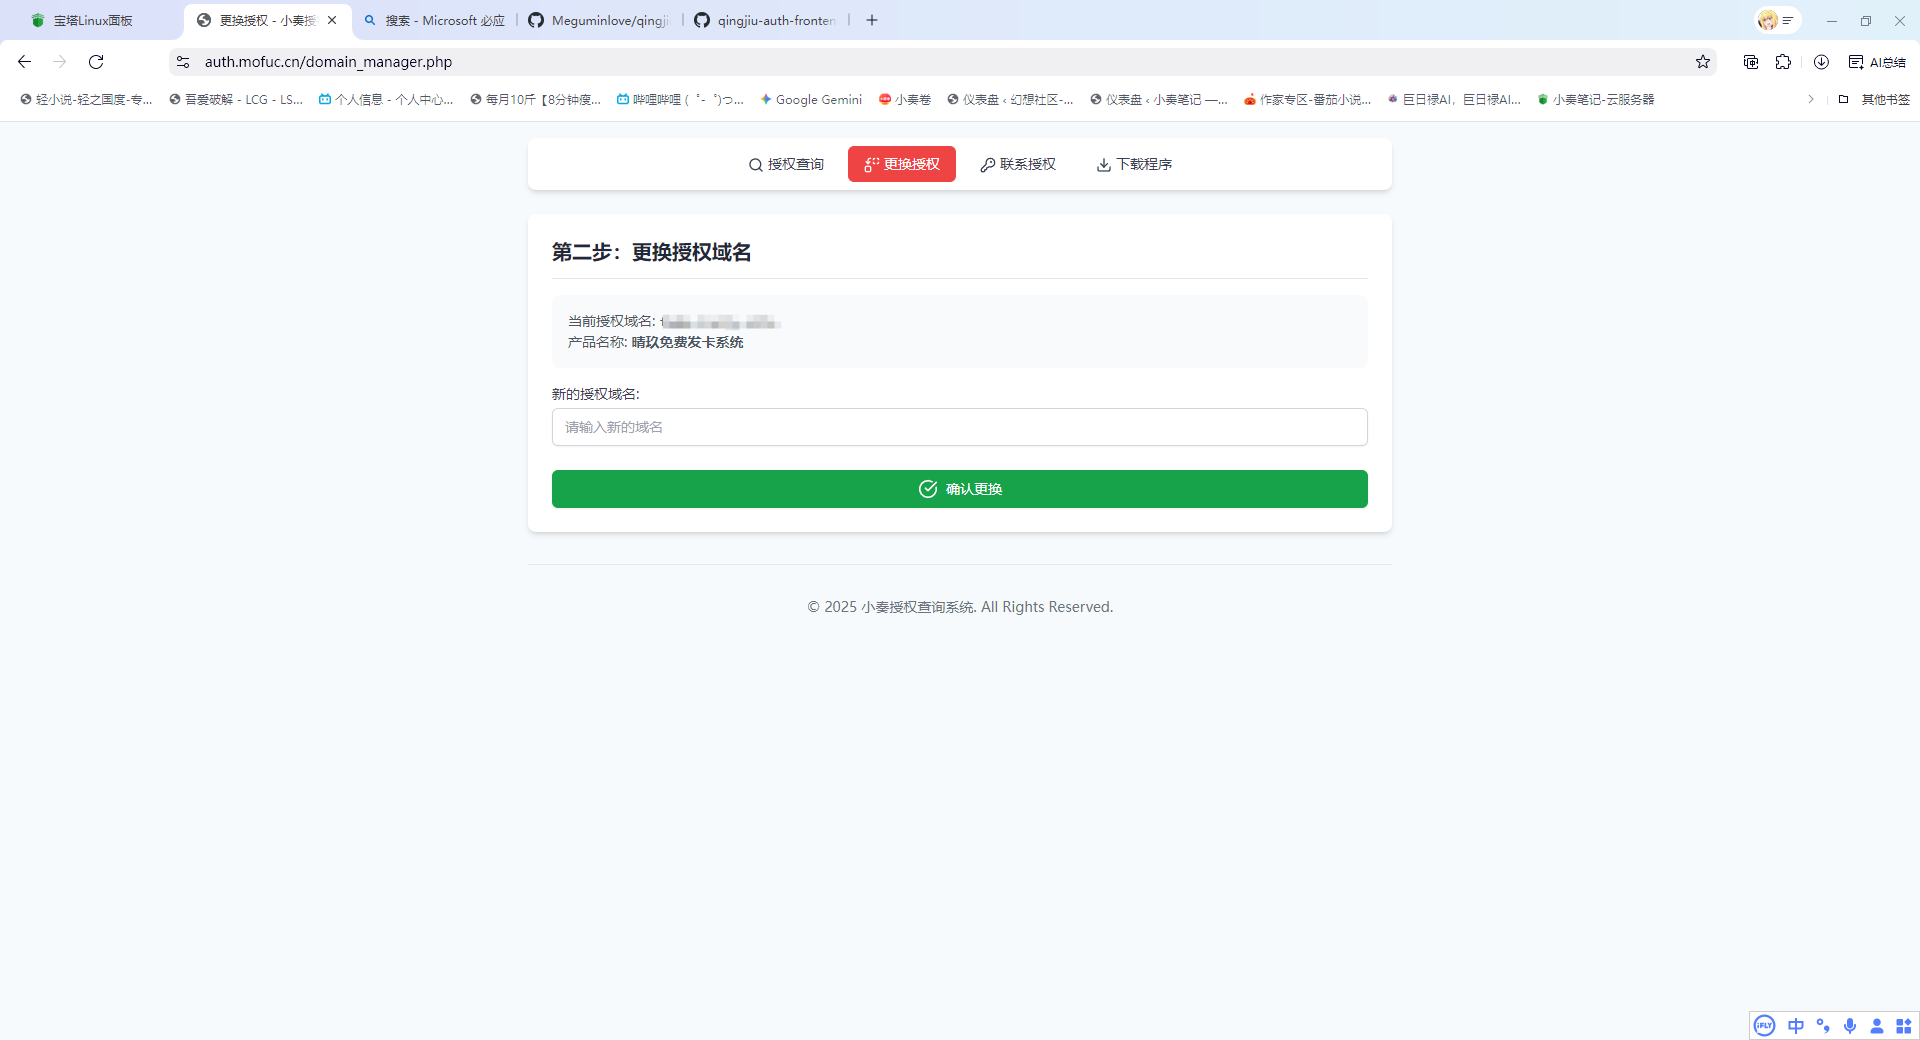 宝塔Linux面板
更换授权 - 小奏授
搜索 - Microsoft 必应
Meguminlove/qingji
qingjiu-auth-fronten
auth.mofuc.cn/domain_manager.php
AI总结
轻小说-轻之国度-专...
吾爱破解 - LCG - LS...
个人信息 - 个人中心...
每月10斤【8分钟瘦...
哔哩哔哩 ( ゜- ゜)つ...
Google Gemini
小奏卷
仪表盘 ‹ 幻想社区-...
仪表盘 ‹ 小奏笔记 —...
作家专区-番茄小说...
巨日禄AI，巨日禄AI...
小奏笔记-云服务器
其他书签
授权查询
更换授权
联系授权
下载程序
第二步：更换授权域名
当前授权域名:
产品名称: 晴玖免费发卡系统
新的授权域名:
请输入新的域名
确认更换
© 2025 小奏授权查询系统. All Rights Reserved.
iFLY
中